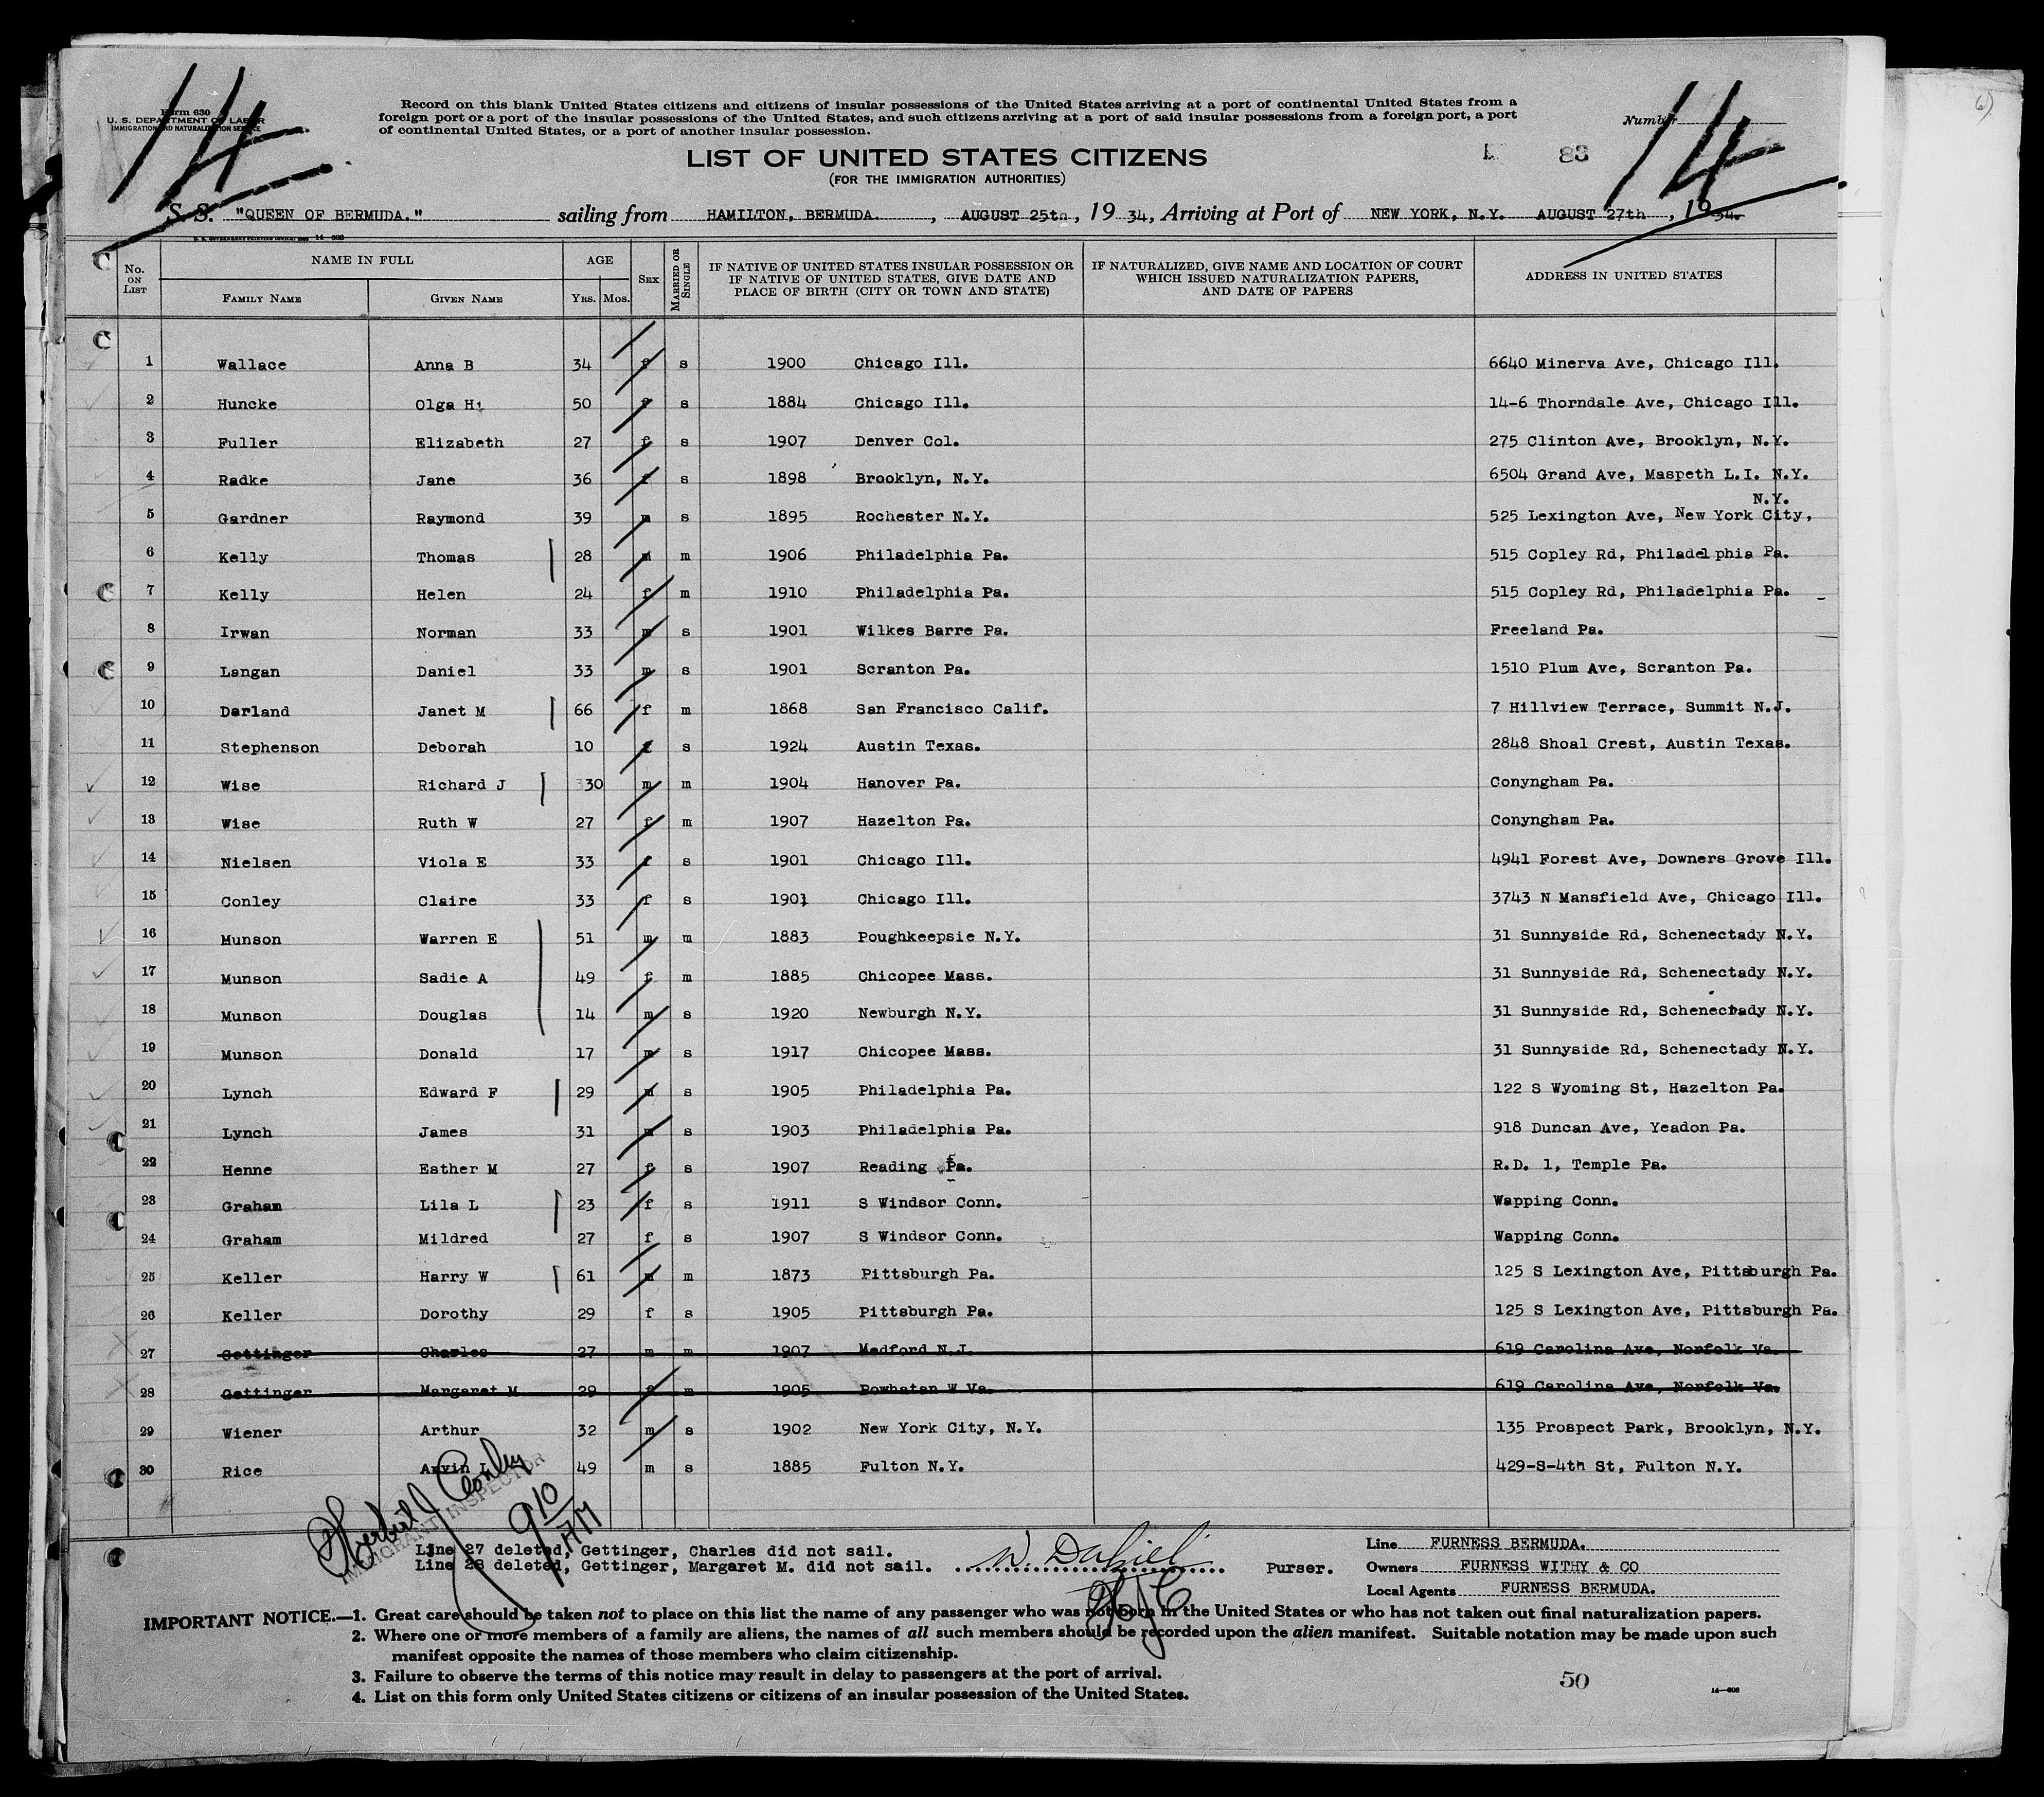 14
14
Form 630
U. S. DEPARTMENT OF LABOR
IMMIGRATION AND NATURALIZATION SERVICE
Record on this blank United States citizens and citizens of insular possessions of the United States arriving at a port of continental United States from a
foreign port or a port of the insular possessions of the United States, and such citizens arriving at a port of said insular possessions from a foreign port, a port
of continental United States, or a port of another insular possession.
Number
LIST OF UNITED STATES CITIZENS
(FOR THE IMMIGRATION AUTHORITIES)
83
S. S. "QUEEN OF BERMUDA." sailing from HAMILTON, BERMUDA. , AUGUST 25th, 19 34, Arriving at Port of NEW YORK, N.Y. AUGUST 27th , 19 34.
No. ON LIST NAME IN FULL AGE SEX MARRIED OR SINGLE IF NATIVE OF UNITED STATES INSULAR POSSESSION OR IF NATIVE OF UNITED STATES, GIVE DATE AND PLACE OF BIRTH (CITY OR TOWN AND STATE) IF NATURALIZED, GIVE NAME AND LOCATION OF COURT WHICH ISSUED NATURALIZATION PAPERS, AND DATE OF PAPERS ADDRESS IN UNITED STATES
FAMILY NAME GIVEN NAME YRS. MOS.
1 Wallace Anna B 34 f s 1900 Chicago Ill. 6640 Minerva Ave, Chicago Ill.
2 Huncke Olga H. 50 f s 1884 Chicago Ill. 14-6 Thorndale Ave, Chicago Ill.
3 Fuller Elizabeth 27 f s 1907 Denver Col. 275 Clinton Ave, Brooklyn, N.Y.
4 Radke Jane 36 f s 1898 Brooklyn, N.Y. 6504 Grand Ave, Maspeth L.I. N.Y.
N.Y.
5 Gardner Raymond 39 m s 1895 Rochester N.Y. 525 Lexington Ave, New York City,
6 Kelly Thomas 28 m m 1906 Philadelphia Pa. 515 Copley Rd, Philadelphia Pa.
7 Kelly Helen 24 f m 1910 Philadelphia Pa. 515 Copley Rd, Philadelphia Pa.
8 Irwan Norman 33 m s 1901 Wilkes Barre Pa. Freeland Pa.
9 Langan Daniel 33 m s 1901 Scranton Pa. 1510 Plum Ave, Scranton Pa.
10 Darland Janet M 66 f m 1868 San Francisco Calif. 7 Hillview Terrace, Summit N.J.
11 Stephenson Deborah 10 f s 1924 Austin Texas. 2848 Shoal Crest, Austin Texas.
12 Wise Richard J 30 m m 1904 Hanover Pa. Conyngham Pa.
13 Wise Ruth W 27 f m 1907 Hazelton Pa. Conyngham Pa.
14 Nielsen Viola E 33 f s 1901 Chicago Ill. 4941 Forest Ave, Downers Grove Ill.
15 Conley Claire 33 f s 1901 Chicago Ill. 3743 N Mansfield Ave, Chicago Ill.
16 Munson Warren E 51 m m 1883 Poughkeepsie N.Y. 31 Sunnyside Rd, Schenectady N.Y.
17 Munson Sadie A 49 f m 1885 Chicopee Mass. 31 Sunnyside Rd, Schenectady N.Y.
18 Munson Douglas 14 m s 1920 Newburgh N.Y. 31 Sunnyside Rd, Schenectady N.Y.
19 Munson Donald 17 m s 1917 Chicopee Mass. 31 Sunnyside Rd, Schenectady N.Y.
20 Lynch Edward F 29 m s 1905 Philadelphia Pa. 122 S Wyoming St, Hazelton Pa.
21 Lynch James 31 m s 1903 Philadelphia Pa. 918 Duncan Ave, Yeadon Pa.
22 Henne Esther M 27 f s 1907 Reading Pa. R.D. 1, Temple Pa.
23 Graham Lila L 23 f s 1911 S Windsor Conn. Wapping Conn.
24 Graham Mildred 27 f s 1907 S Windsor Conn. Wapping Conn.
25 Keller Harry W 61 m m 1873 Pittsburgh Pa. 125 S Lexington Ave, Pittsburgh Pa.
26 Keller Dorothy 29 f s 1905 Pittsburgh Pa. 125 S Lexington Ave, Pittsburgh Pa.
27 Gettinger Charles 27 m m 1907 Medford N.J. 619 Carolina Ave, Norfolk Va.
28 Gettinger Margaret M 29 f m 1905 Powhatan W Va. 619 Carolina Ave, Norfolk Va.
29 Wiener Arthur 32 m s 1902 New York City, N.Y. 135 Prospect Park, Brooklyn, N.Y.
30 Rice Arvin L 49 m s 1885 Fulton N.Y. 429-S-4th St, Fulton N.Y.
Herbert J Conley
IMMIGRANT INSPECTOR
9 10 AM
Line 27 deleted, Gettinger, Charles did not sail.
Line 28 deleted, Gettinger, Margaret M. did not sail. W. Daniel Purser.
HJC
Line FURNESS BERMUDA.
Owners FURNESS WITHY & CO
Local Agents FURNESS BERMUDA.
IMPORTANT NOTICE.—1. Great care should be taken not to place on this list the name of any passenger who was not born in the United States or who has not taken out final naturalization papers.
2. Where one or more members of a family are aliens, the names of all such members should be recorded upon the alien manifest. Suitable notation may be made upon such
manifest opposite the names of those members who claim citizenship.
3. Failure to observe the terms of this notice may result in delay to passengers at the port of arrival.
4. List on this form only United States citizens or citizens of an insular possession of the United States.
50
14—608